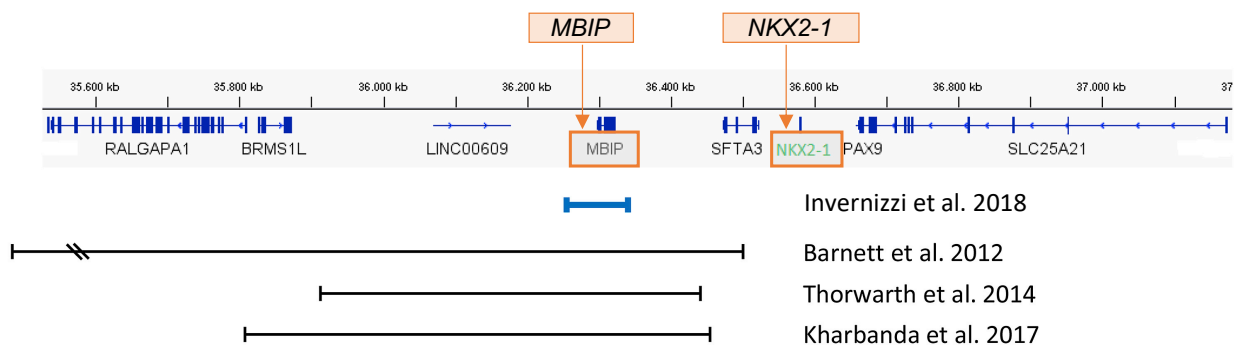 MBIP NKX2-1
35.600 kb 35.800 kb 36.000 kb 36.200 kb 36.400 kb 36.600 kb 36.800 kb 37.000 kb 37
RALGAPA1 BRMS1L LINC00609 MBIP SFTA3 NKX2-1 PAX9 SLC25A21
Invernizzi et al. 2018
Barnett et al. 2012
Thorwarth et al. 2014
Kharbanda et al. 2017